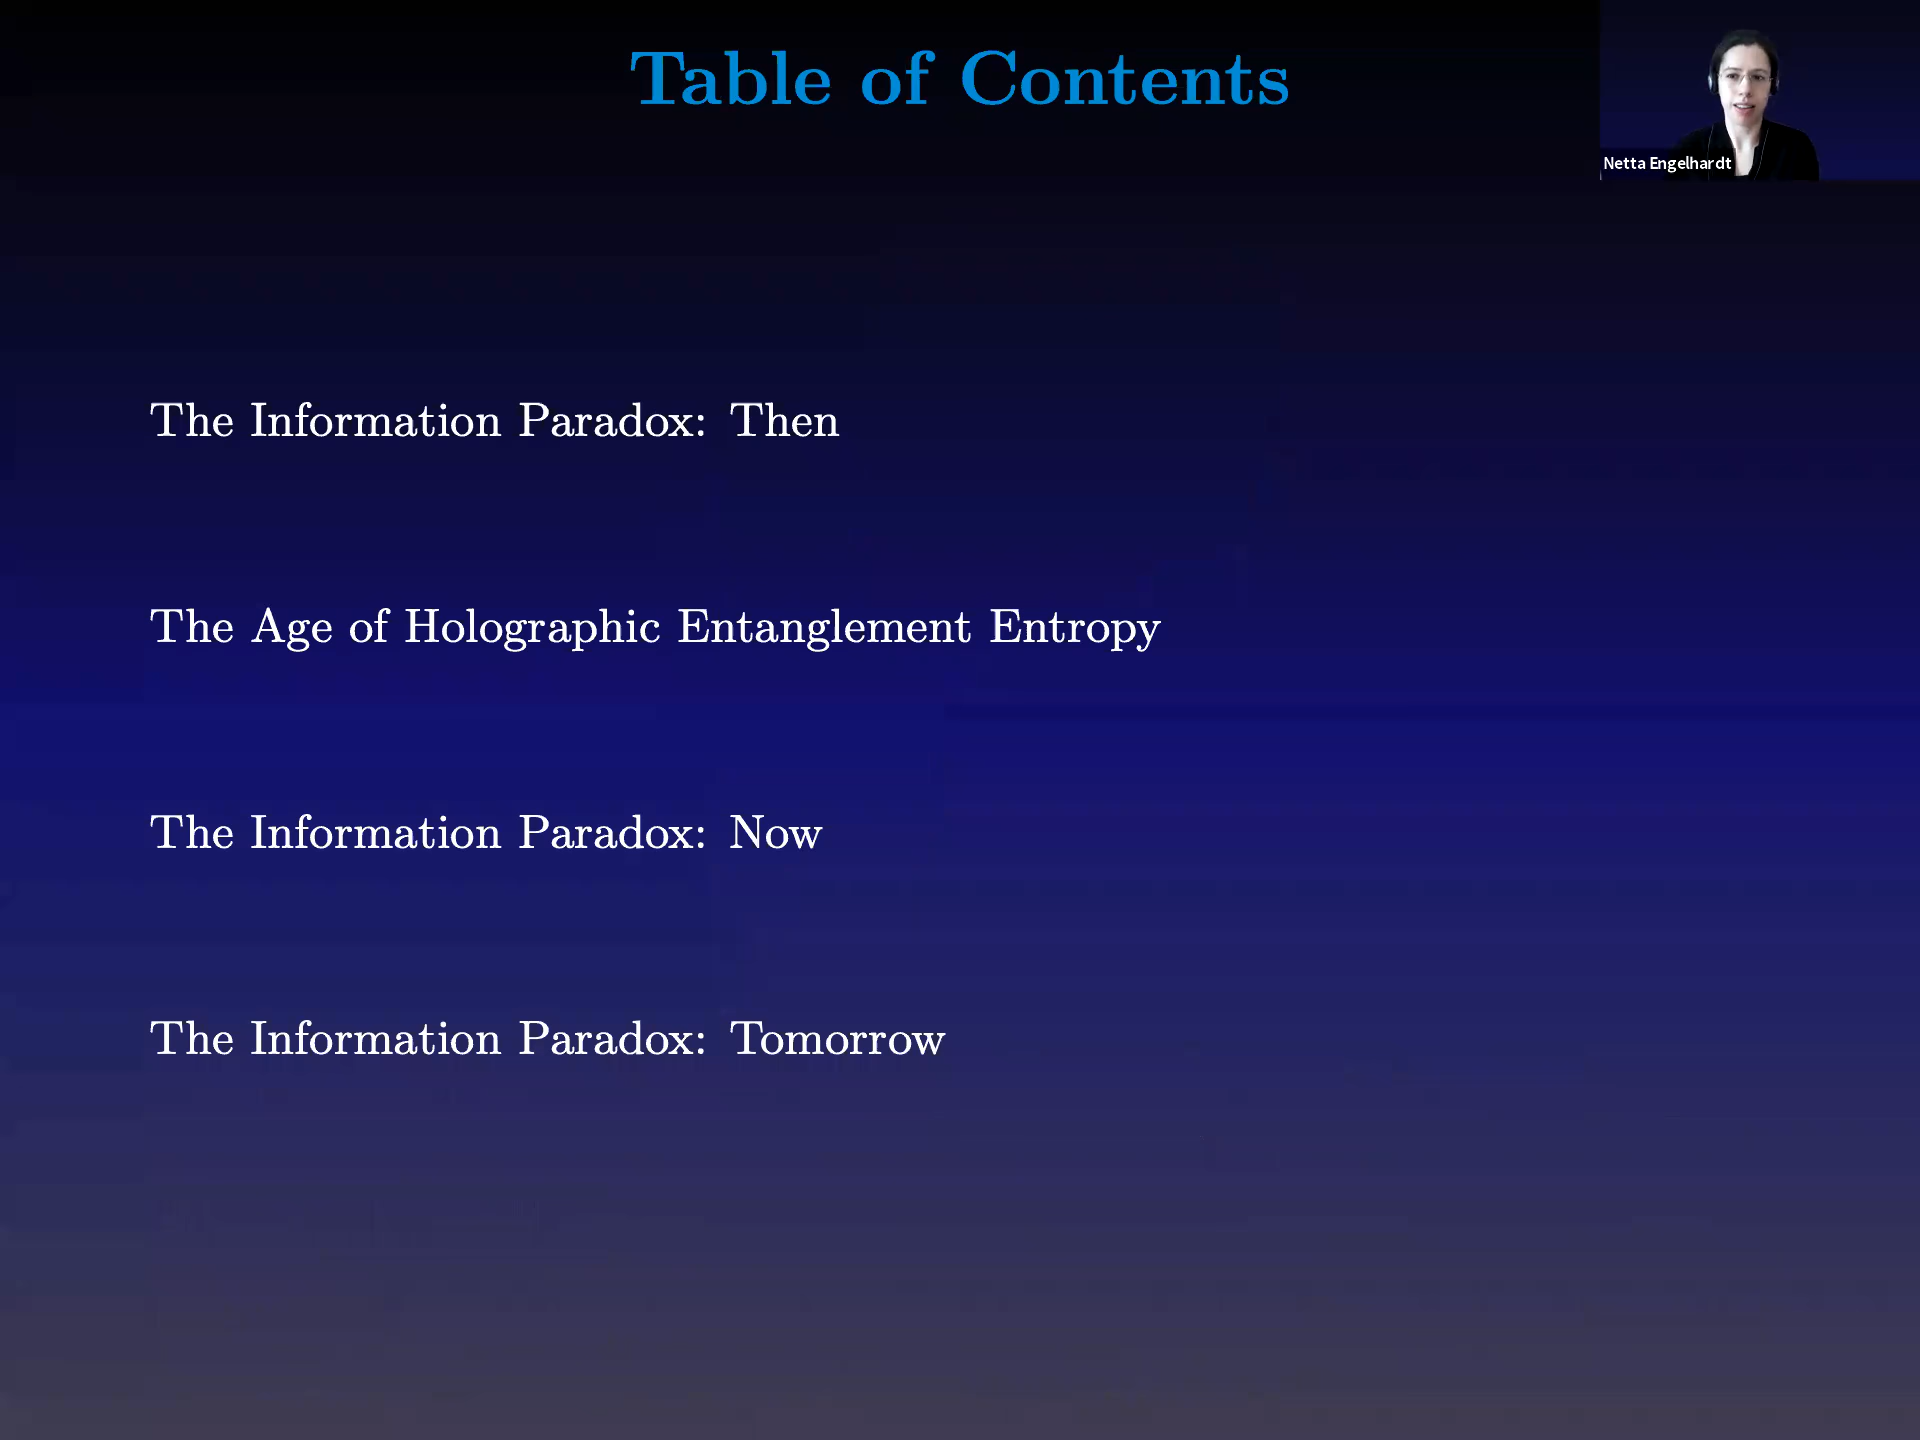 Table of Contents
Netta Engelhardt
The Information Paradox: Then
The Age of Holographic Entanglement Entropy
The Information Paradox: Now
The Information Paradox: Tomorrow